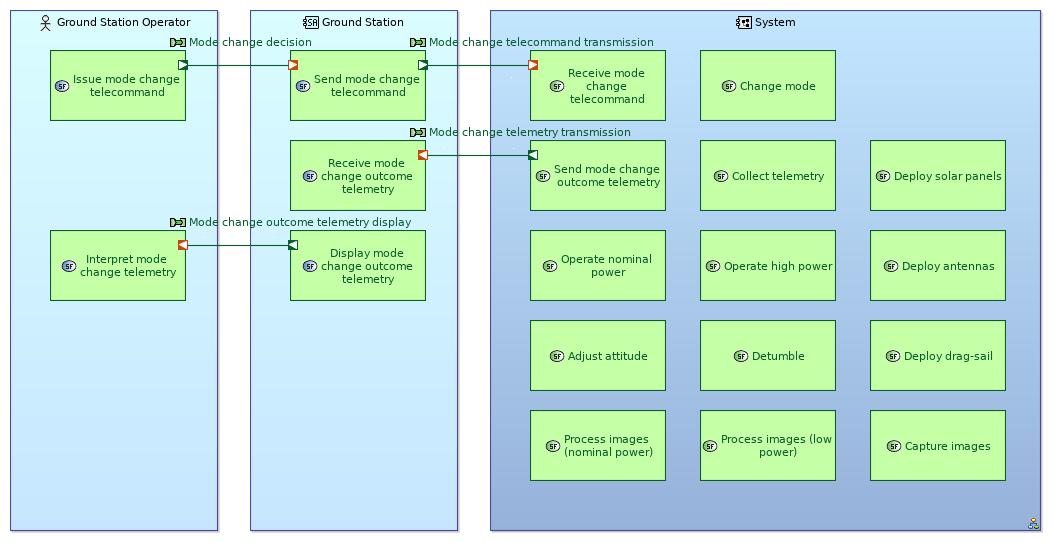 Ground Station Operator
Ground Station
System
Mode change decision
Mode change telecommand transmission
SF Issue mode change
telecommand
SF Send mode change
telecommand
SF Receive mode
change
telecommand
SF Change mode
Mode change telemetry transmission
SF Receive mode
change outcome
telemetry
SF Send mode change
outcome telemetry
SF Collect telemetry
SF Deploy solar panels
Mode change outcome telemetry display
SF Interpret mode
change telemetry
SF Display mode
change outcome
telemetry
SF Operate nominal
power
SF Operate high power
SF Deploy antennas
SF Adjust attitude
SF Detumble
SF Deploy drag-sail
SF Process images
(nominal power)
SF Process images (low
power)
SF Capture images